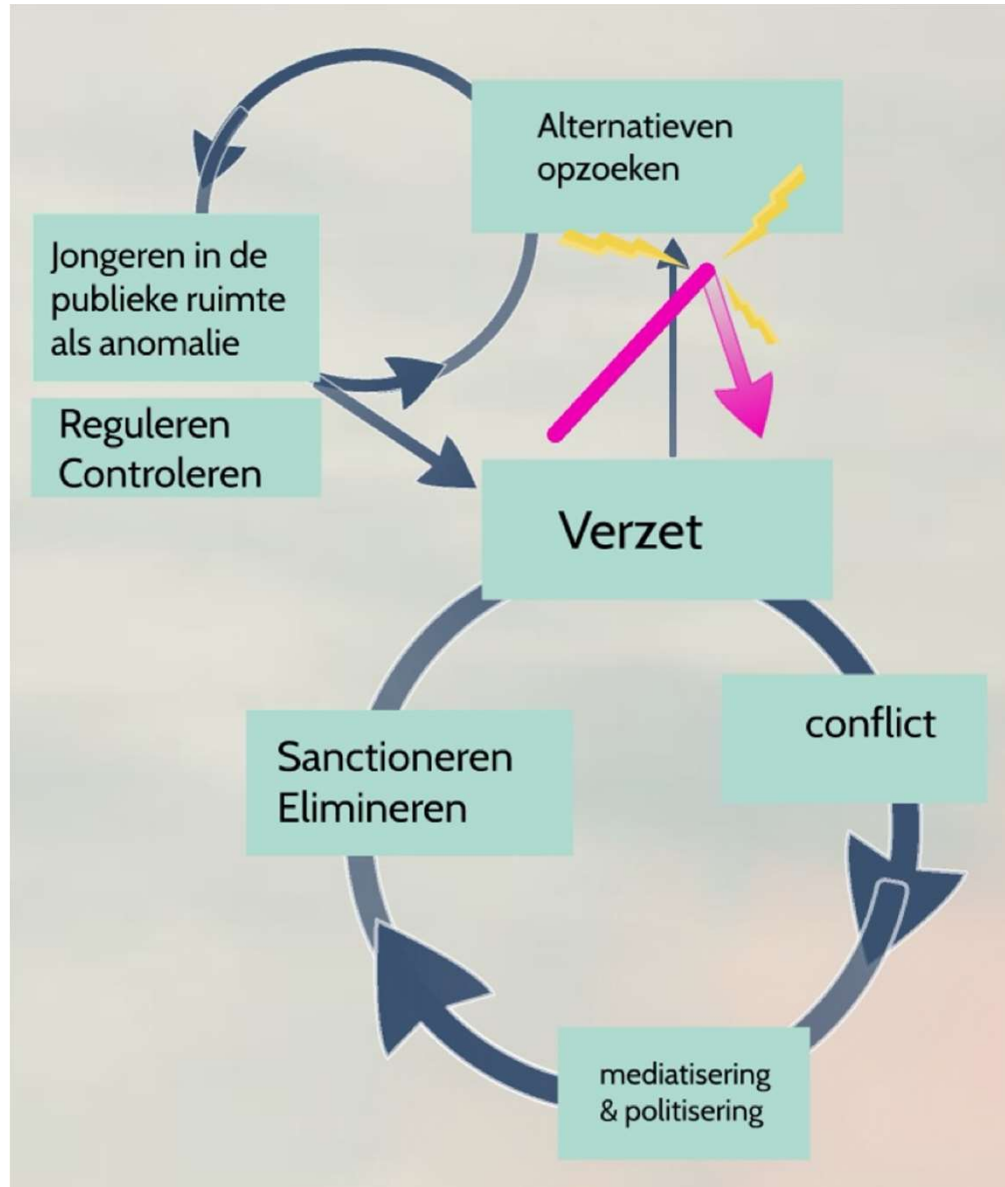 Alternatieven
opzoeken
Jongeren in de
publieke ruimte
als anomalie
Reguleren
Controleren
Verzet
conflict
Sanctioneren
Elimineren
mediatisering
& politisering